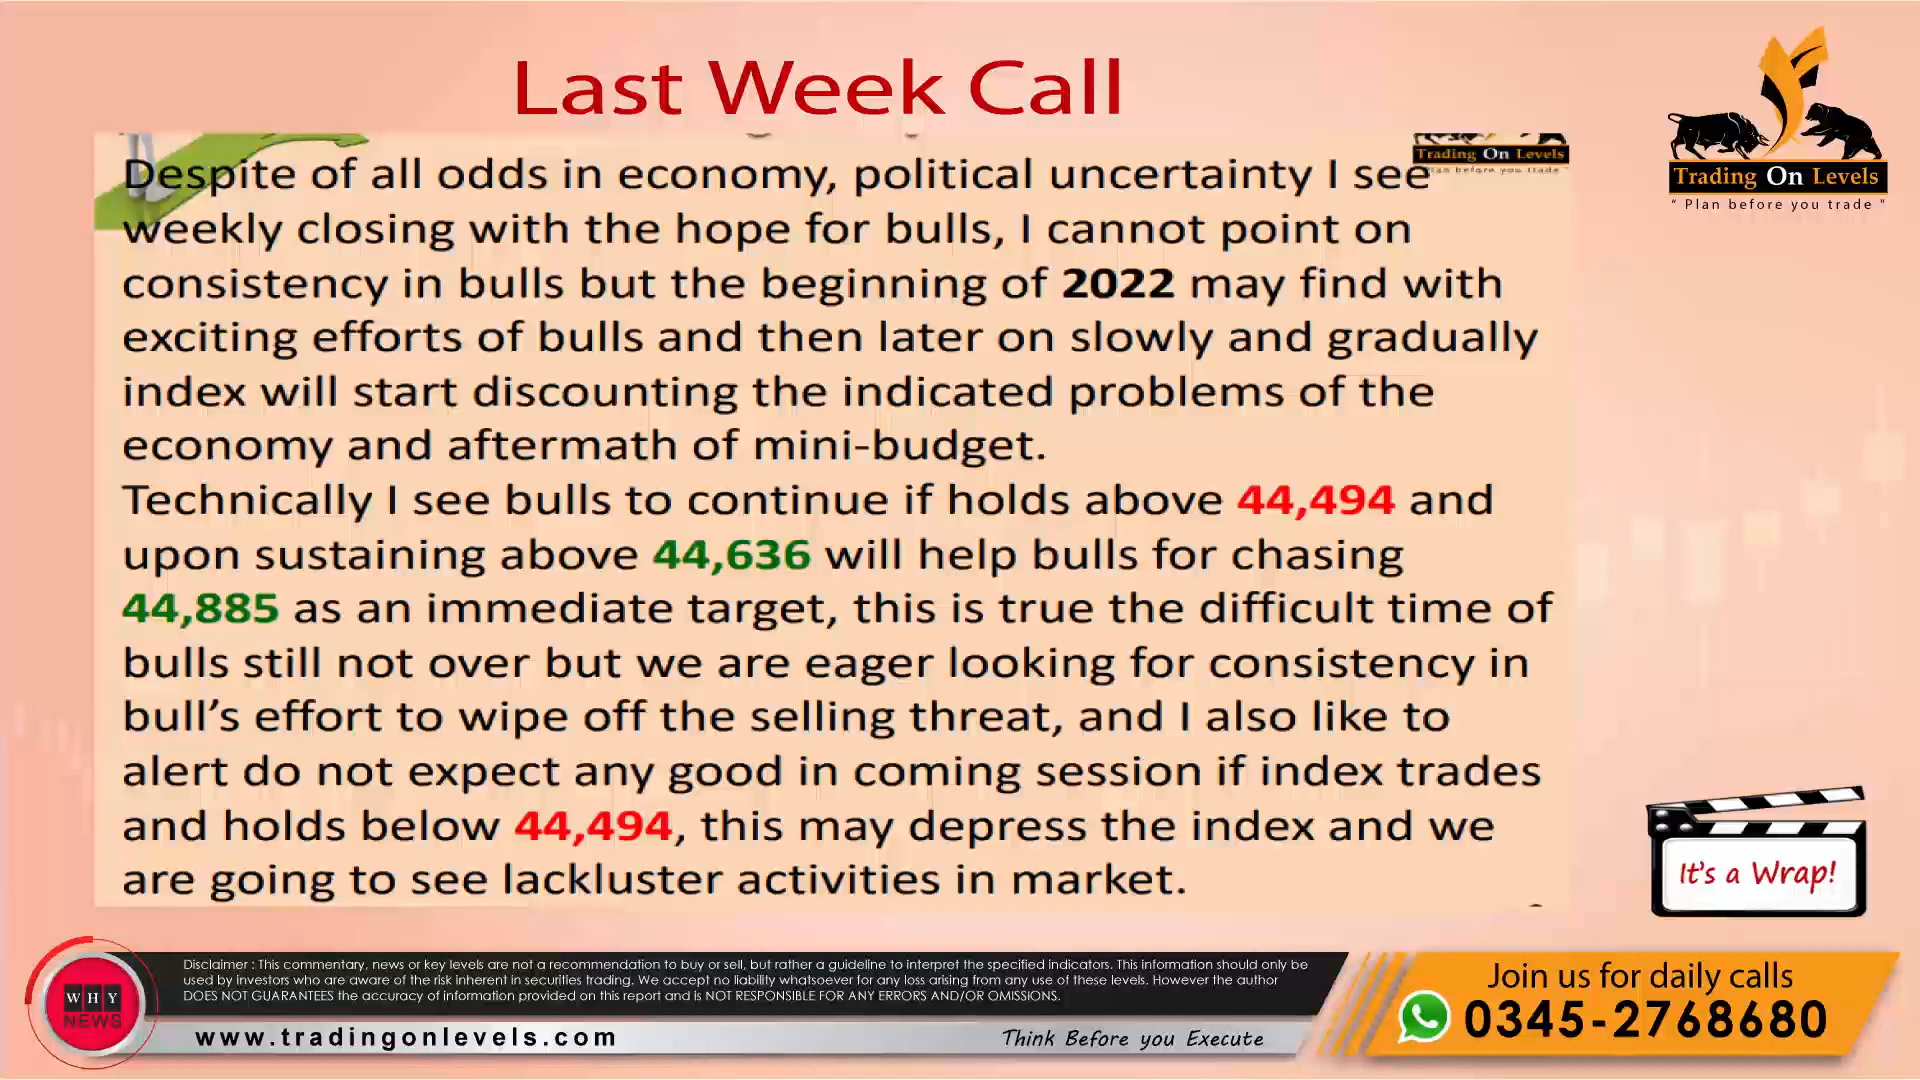 Last Week Call
Trading On Levels
" Plan before you trade "
Trading On Levels
Plan before you trade
Despite of all odds in economy, political uncertainty I see
weekly closing with the hope for bulls, I cannot point on
consistency in bulls but the beginning of 2022 may find with
exciting efforts of bulls and then later on slowly and gradually
index will start discounting the indicated problems of the
economy and aftermath of mini-budget.
Technically I see bulls to continue if holds above 44,494 and
upon sustaining above 44,636 will help bulls for chasing
44,885 as an immediate target, this is true the difficult time of
bulls still not over but we are eager looking for consistency in
bull’s effort to wipe off the selling threat, and I also like to
alert do not expect any good in coming session if index trades
and holds below 44,494, this may depress the index and we
are going to see lackluster activities in market.
It's a Wrap!
WHY
NEWS
Disclaimer : This commentary, news or key levels are not a recommendation to buy or sell, but rather a guideline to interpret the specified indicators. This information should only be
used by investors who are aware of the risk inherent in securities trading. We accept no liability whatsoever for any loss arising from any use of these levels. However the author
DOES NOT GUARANTEES the accuracy of information provided on this report and is NOT RESPONSIBLE FOR ANY ERRORS AND/OR OMISSIONS.
www.tradingonlevels.com
Think Before you Execute
Join us for daily calls
0345-2768680